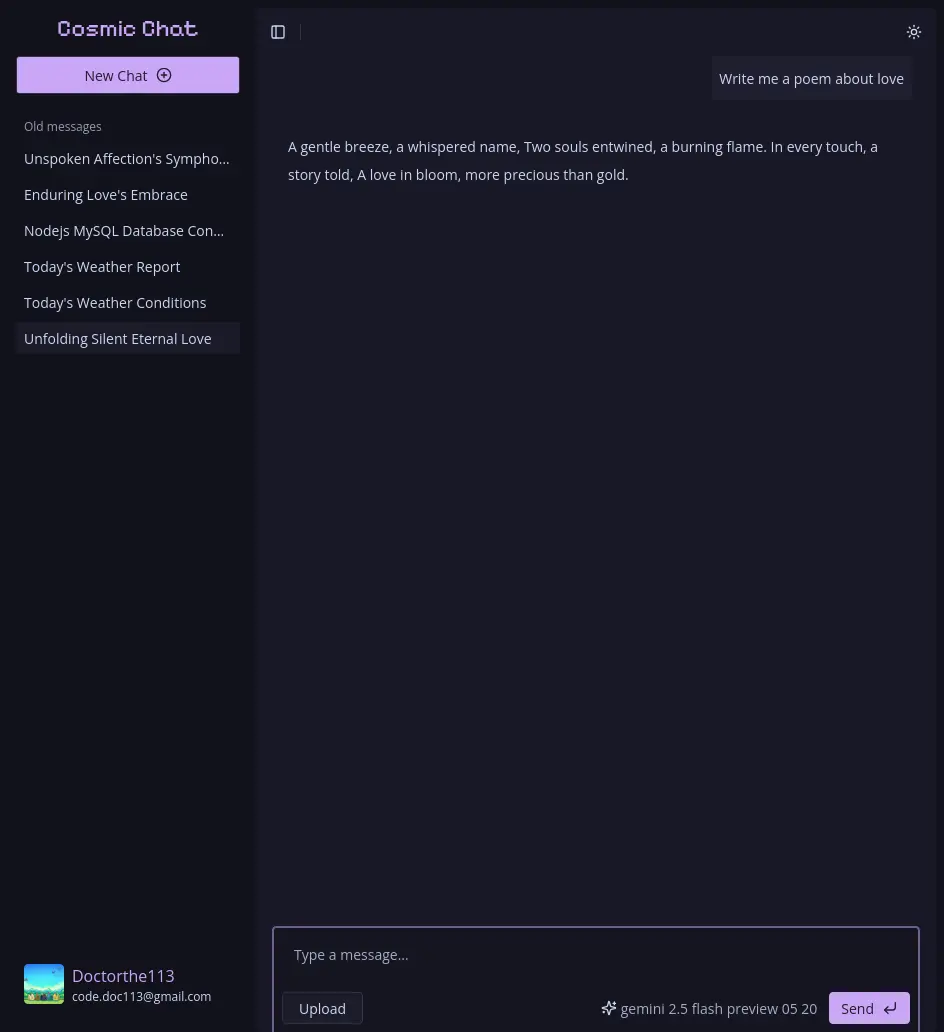 Cosmic Chat
New Chat
Old messages
Unspoken Affection's Sympho...
Enduring Love's Embrace
Nodejs MySQL Database Con...
Today's Weather Report
Today's Weather Conditions
Unfolding Silent Eternal Love
Doctorthe113
code.doc113@gmail.com
Write me a poem about love
A gentle breeze, a whispered name, Two souls entwined, a burning flame. In every touch, a
story told, A love in bloom, more precious than gold.
Type a message...
Upload
gemini 2.5 flash preview 05 20
Send